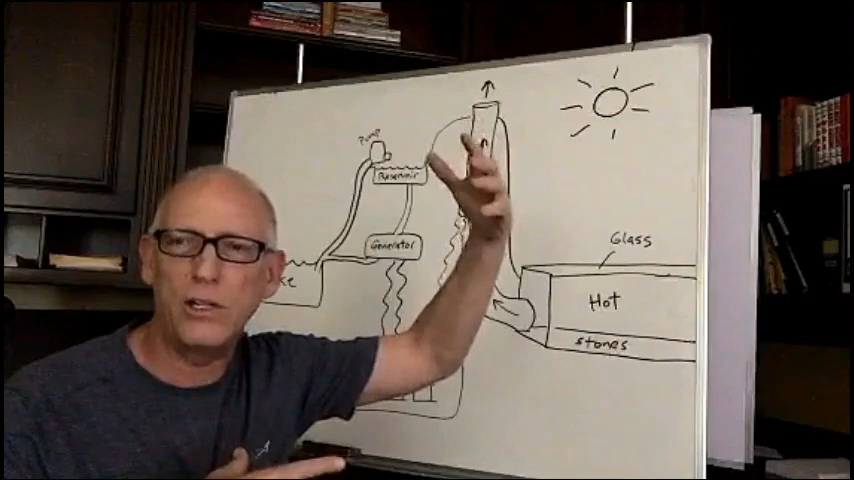 Pump
Reservoir
Generator
Glass
Hot
stones